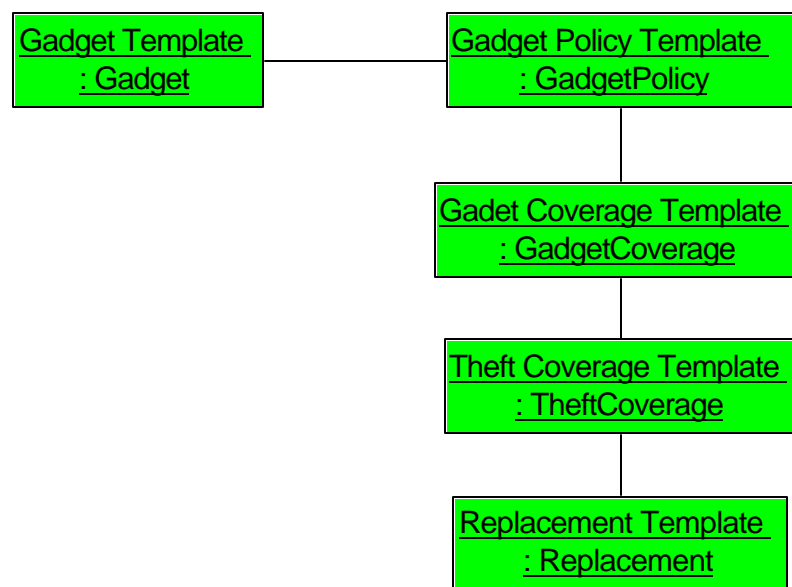 Gadget Template
: Gadget
Gadget Policy Template
: GadgetPolicy
Gadet Coverage Template
: GadgetCoverage
Theft Coverage Template
: TheftCoverage
Replacement Template
: Replacement